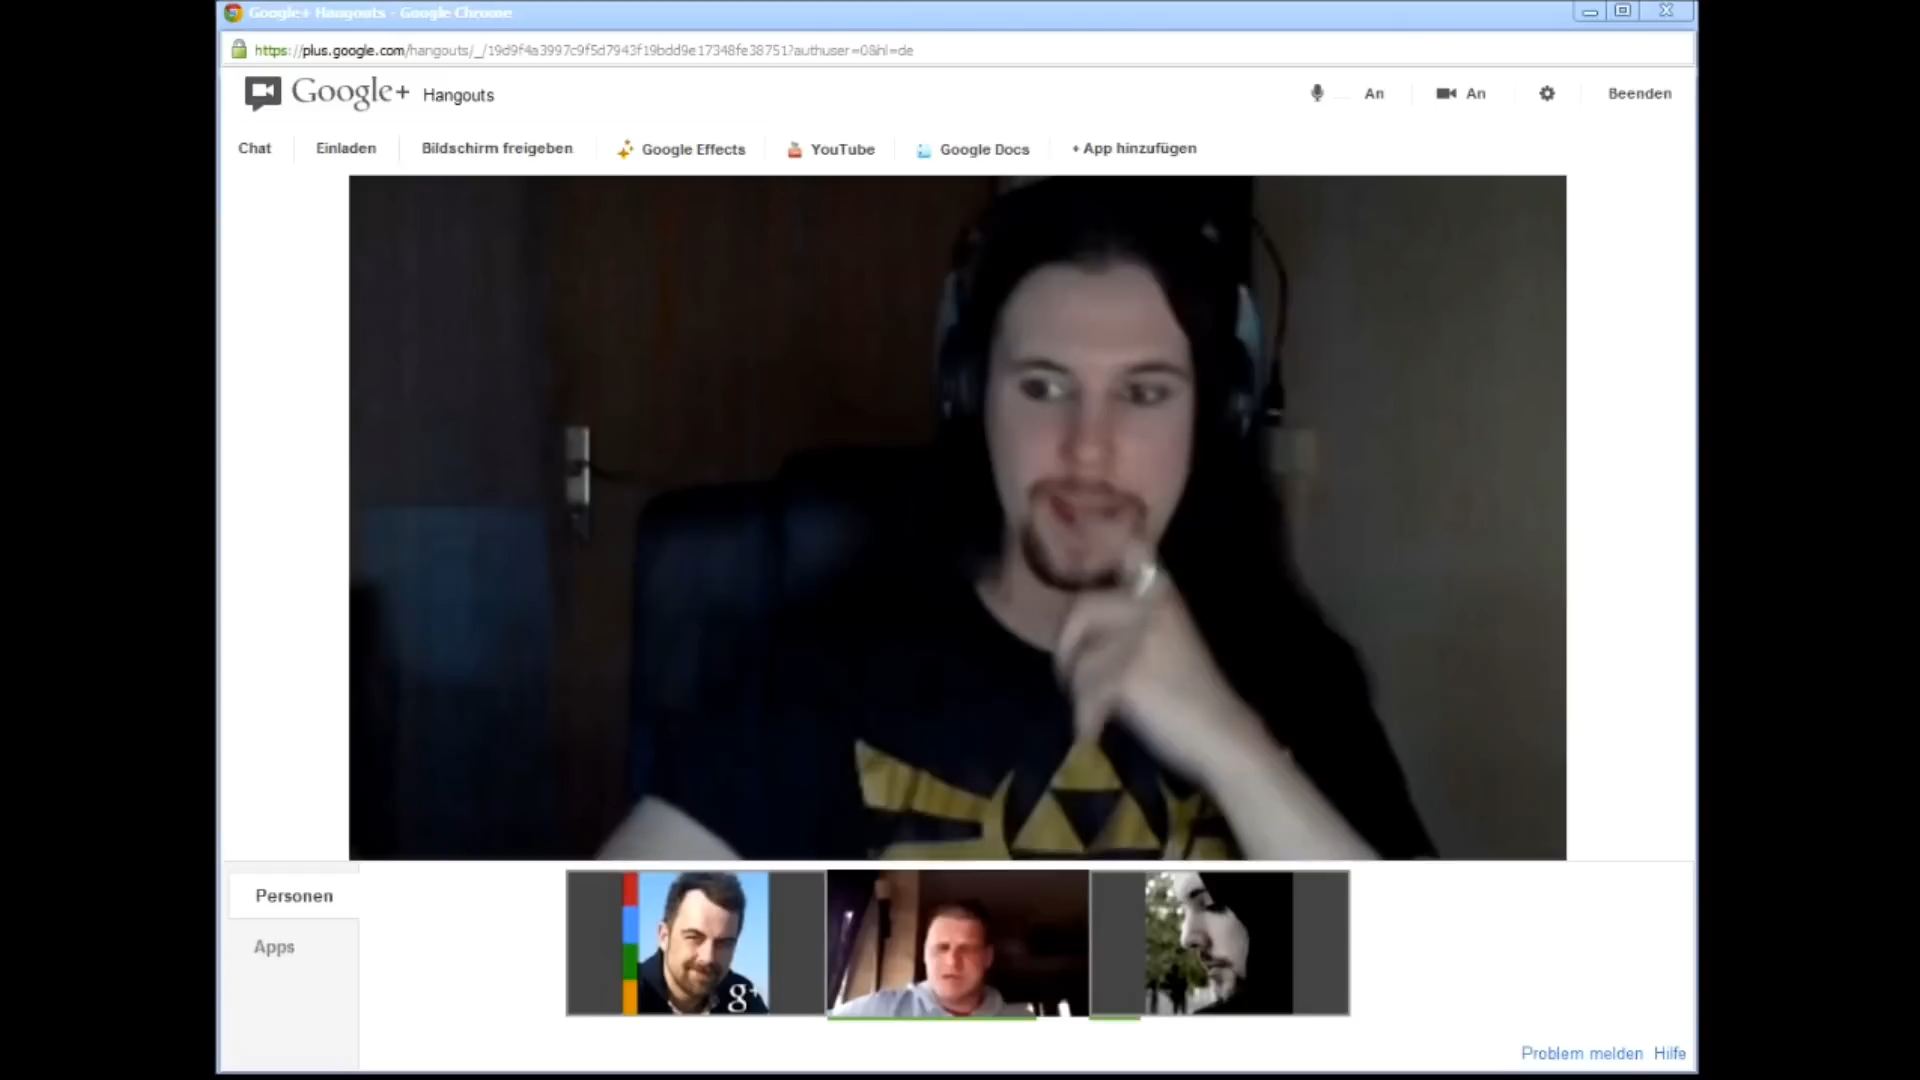 Google+ Hangouts - Google Chrome
https://plus.google.com/hangouts/_/19d9f4a3997c9f5d7943f19bdd9e17348fe38751?authuser=0&hl=de
Google+ Hangouts
An
An
Beenden
Chat
Einladen
Bildschirm freigeben
Google Effects
YouTube
Google Docs
+ App hinzufügen
Personen
Apps
g+
Problem melden
Hilfe